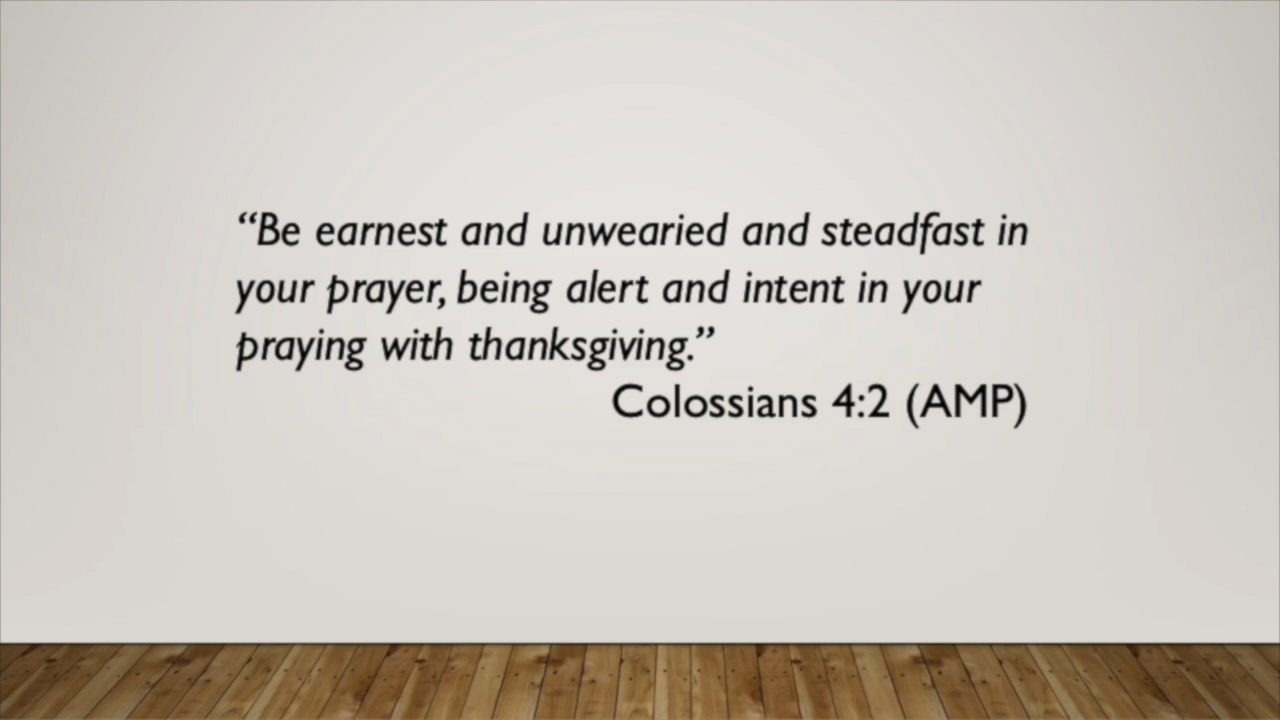 “Be earnest and unwearied and steadfast in
your prayer, being alert and intent in your
praying with thanksgiving.”
Colossians 4:2 (AMP)